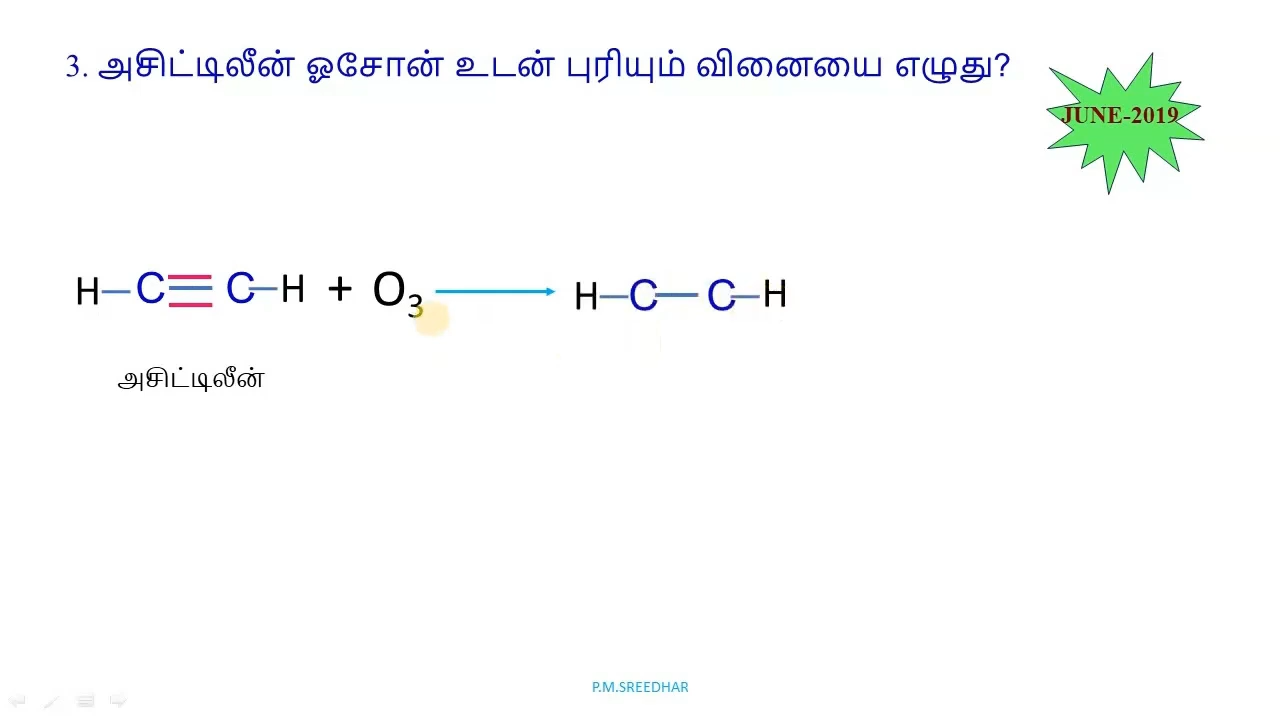 3. அசிட்டிலீன் ஓசோன் உடன் புரியும் வினையை எழுது?
JUNE-2019
H–C≡C–H + O₃ → H–C–C–H
அசிட்டிலீன்
P.M.SREEDHAR